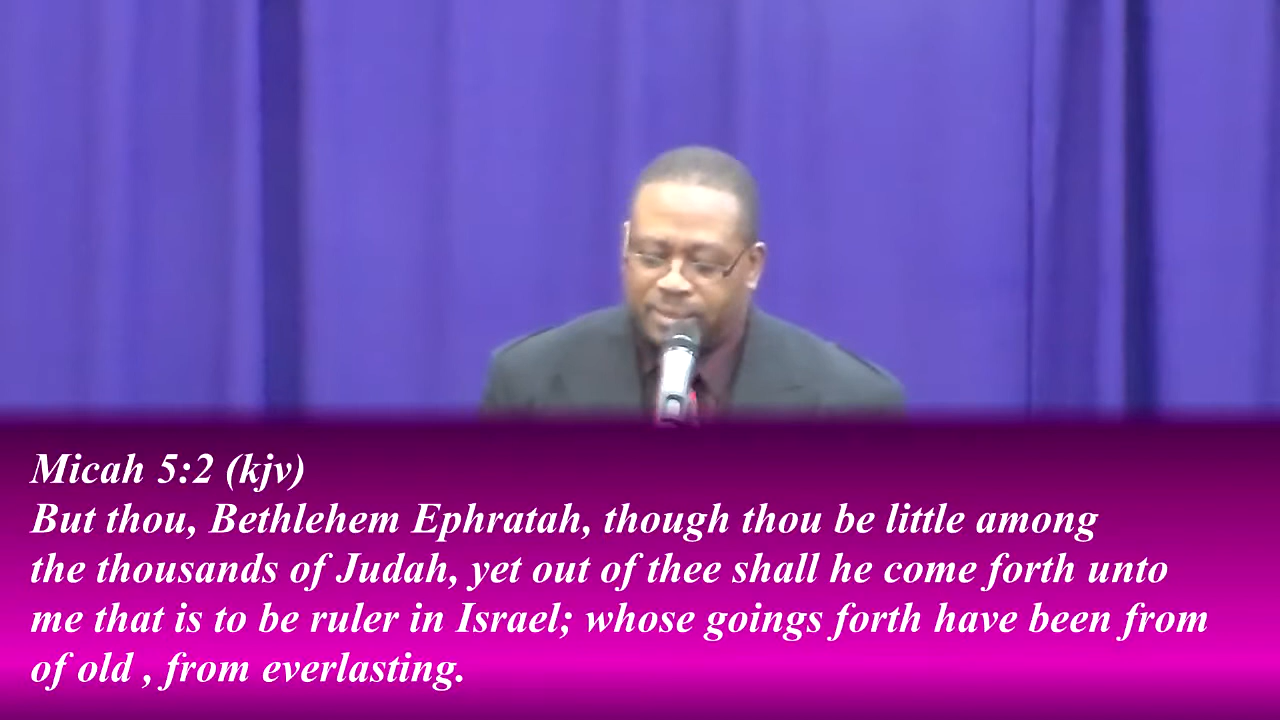 Micah 5:2 (kjv)
But thou, Bethlehem Ephratah, though thou be little among
the thousands of Judah, yet out of thee shall he come forth unto
me that is to be ruler in Israel; whose goings forth have been from
of old , from everlasting.